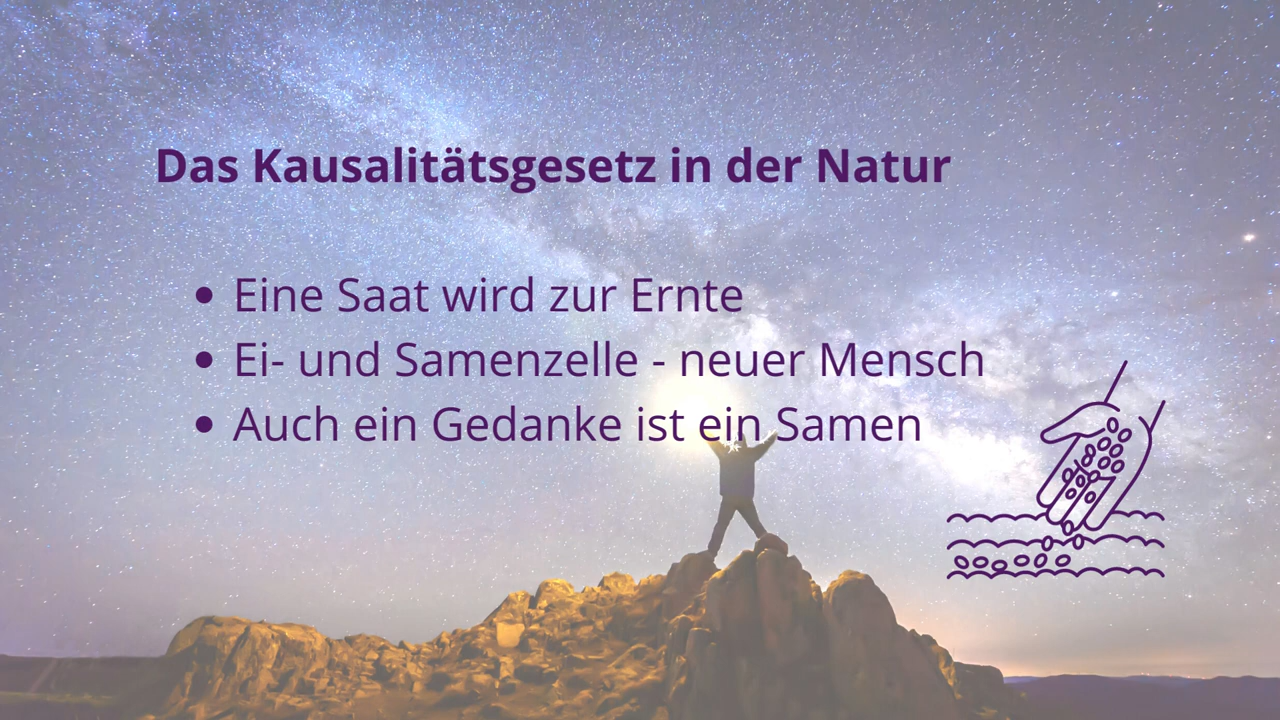 Das Kausalitätsgesetz in der Natur
• Eine Saat wird zur Ernte
• Ei- und Samenzelle - neuer Mensch
• Auch ein Gedanke ist ein Samen